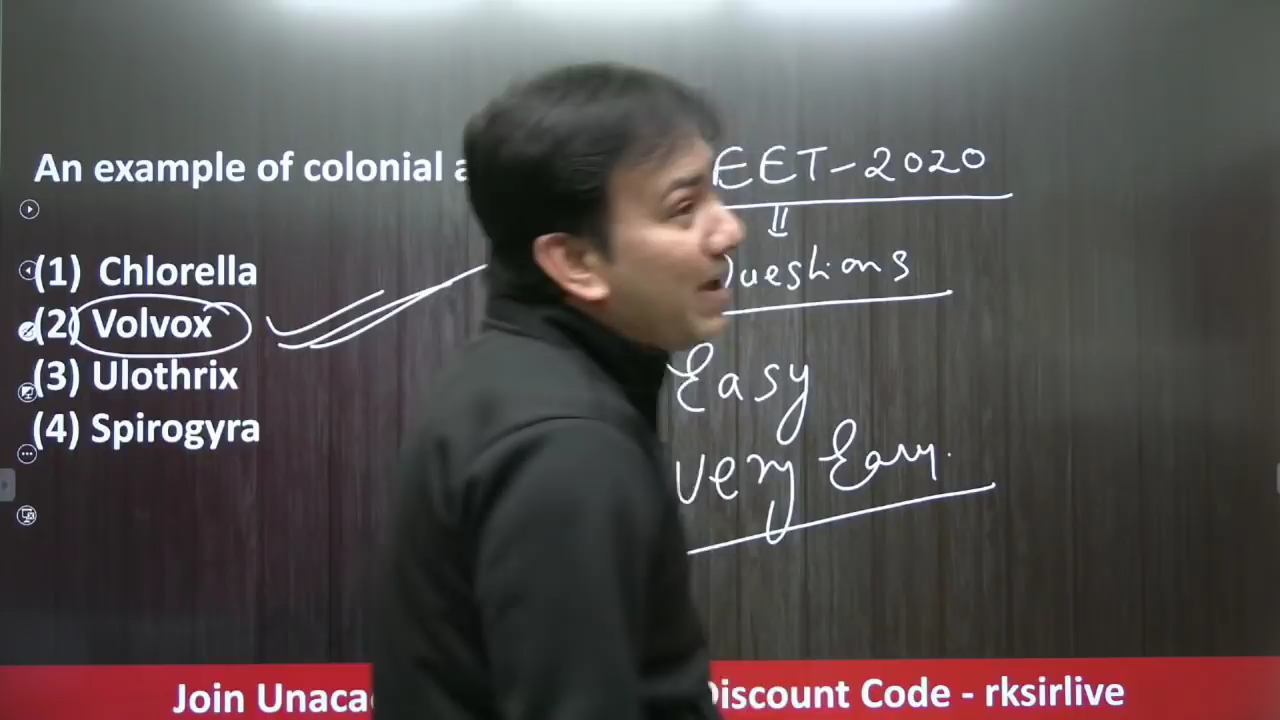 An example of colonial a
EET-2020
(1) Chlorella
uestions
(2) Volvox
(3) Ulothrix
Easy
(4) Spirogyra
Very Easy.
Join Unaca
Discount Code - rksirlive